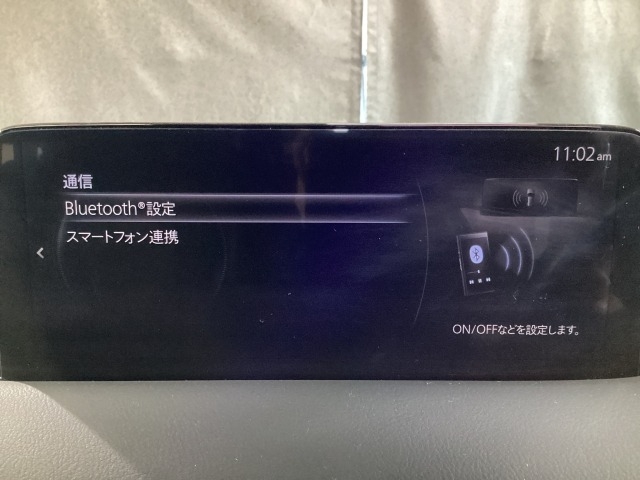 11:02am
通信
Bluetooth®設定
スマートフォン連携
ON/OFFなどを設定します。